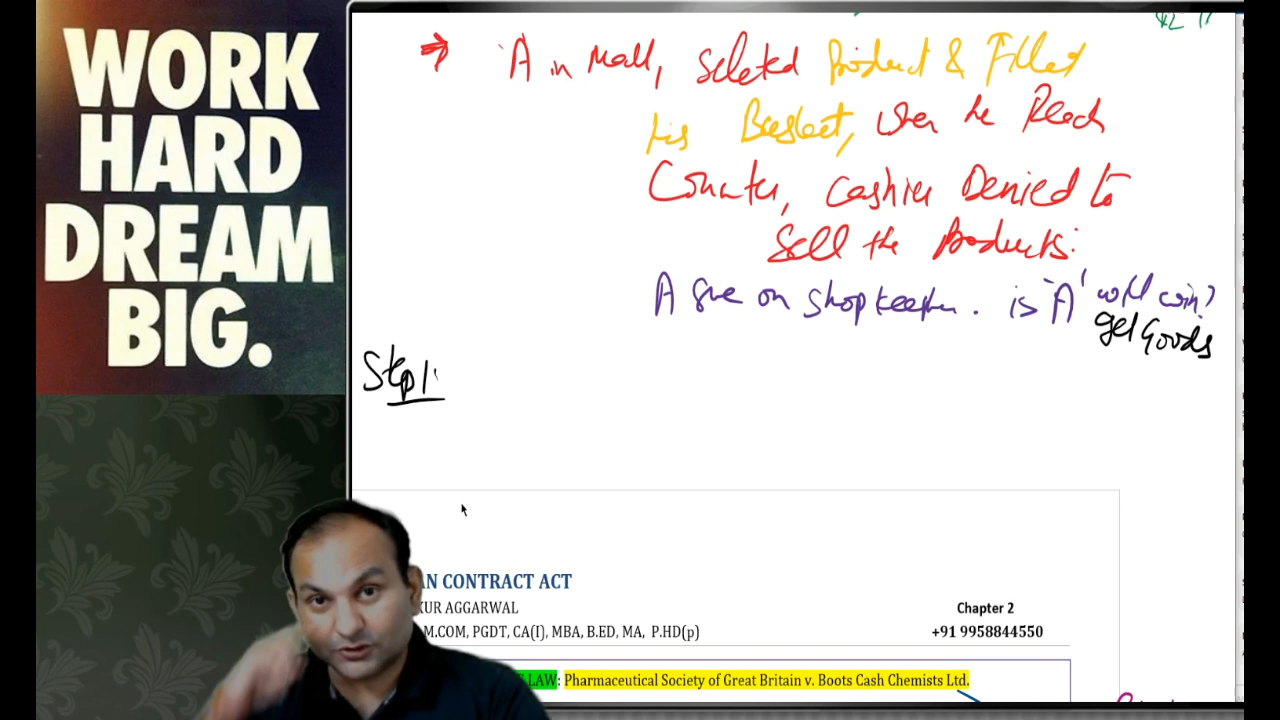 WORK
HARD
DREAM
BIG.
→ 'A in Mall, Seleted Product & Filled
his Basket, when he Reach
Counter, Cashier Denied to
Sell the Products.
A sue on shopkeeper. is "A" will win?
get Goods
Step 1:
AN CONTRACT ACT
KUR AGGARWAL
M.COM, PGDT, CA(I), MBA, B.ED, MA, P.HD(p)
Chapter 2
+91 9958844550
LAW: Pharmaceutical Society of Great Britain v. Boots Cash Chemists Ltd.